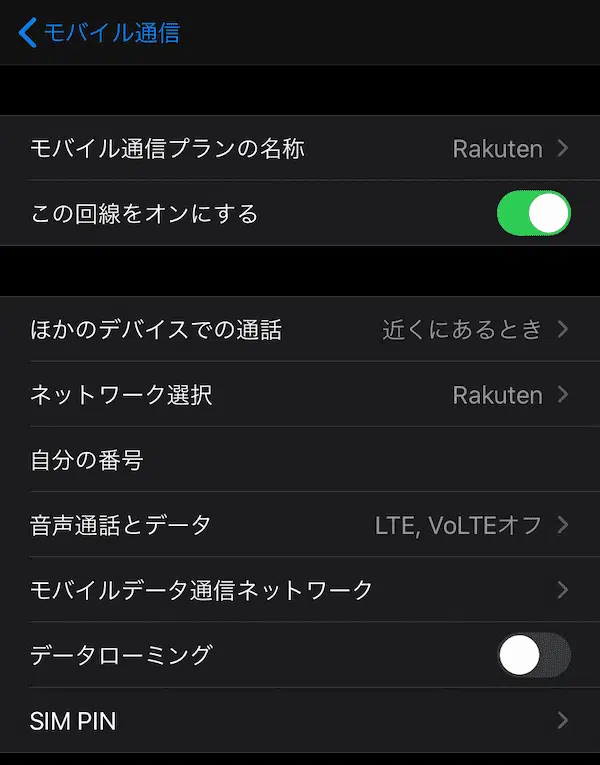 モバイル通信
モバイル通信プランの名称 Rakuten
この回線をオンにする
ほかのデバイスでの通話 近くにあるとき
ネットワーク選択 Rakuten
自分の番号
音声通話とデータ LTE, VoLTEオフ
モバイルデータ通信ネットワーク
データローミング
SIM PIN